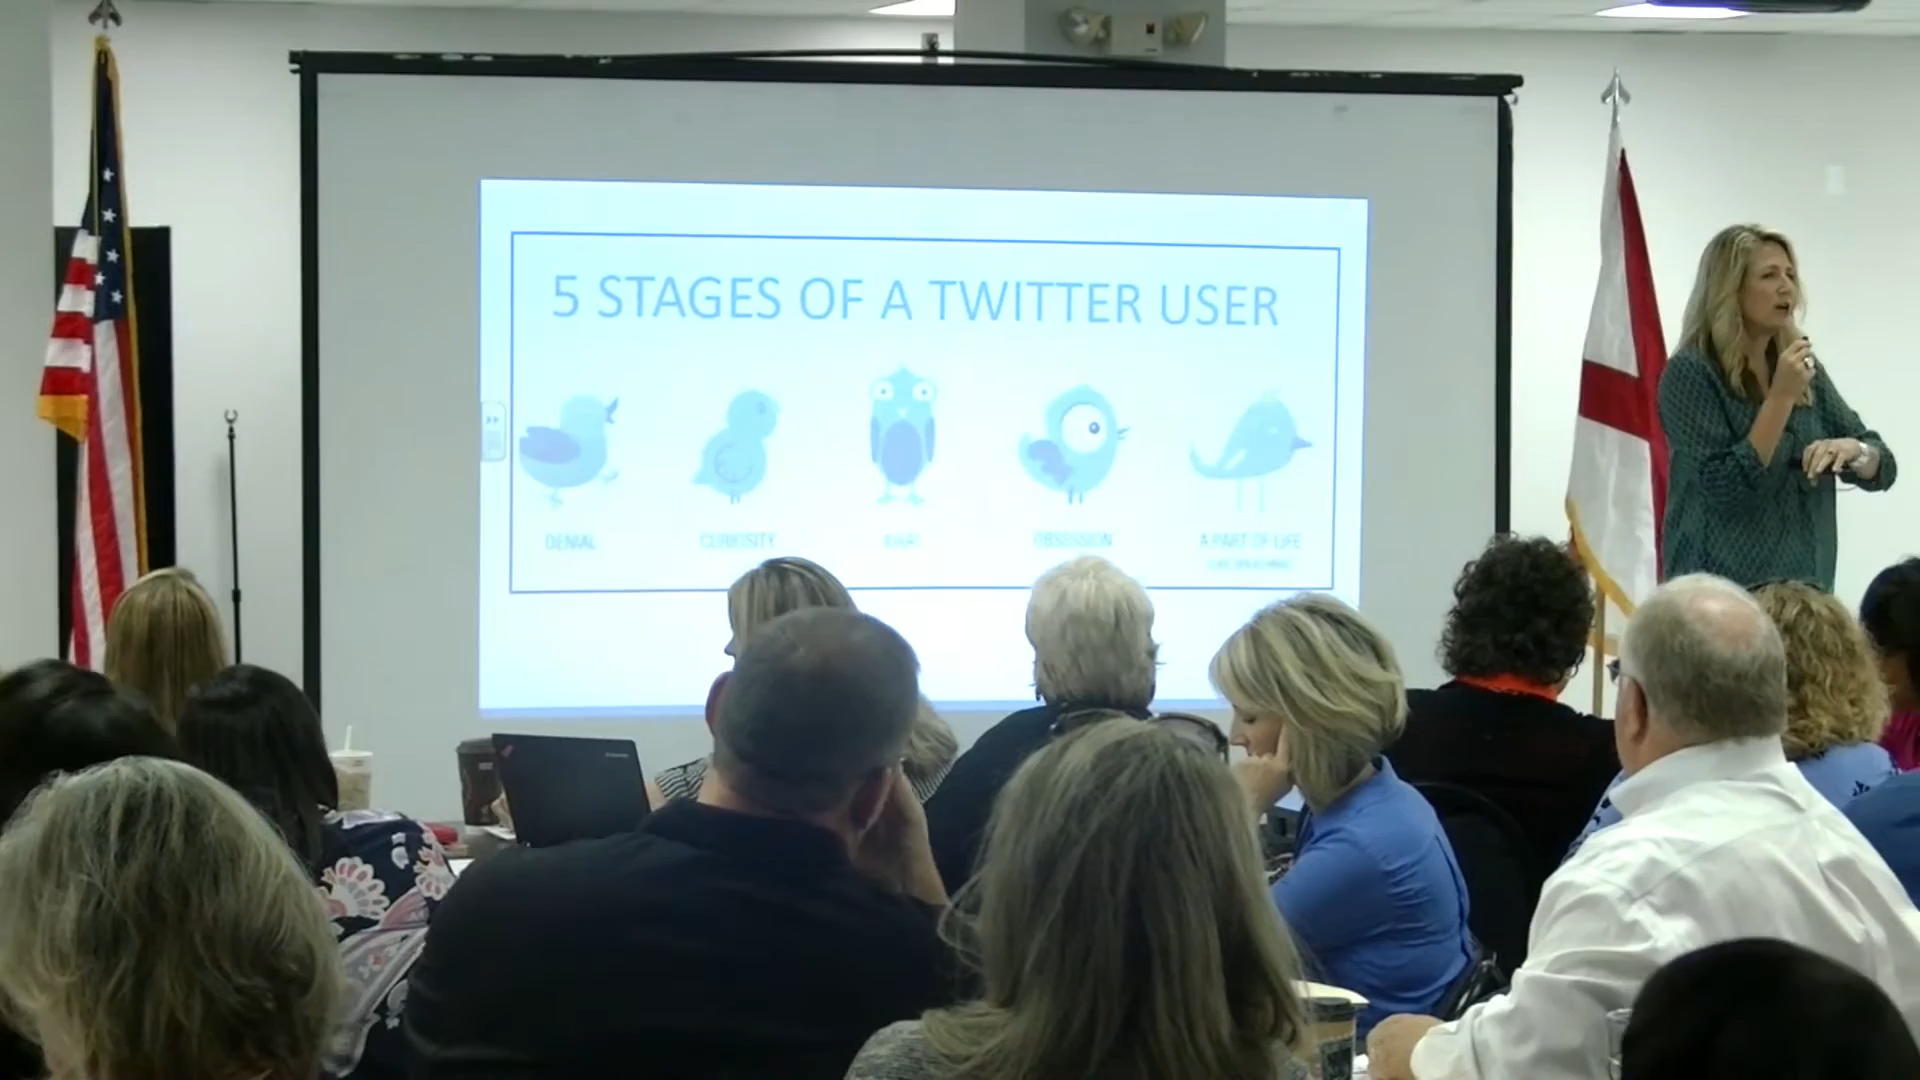 5 STAGES OF A TWITTER USER
DENIAL
CURIOSITY
OBSESSION
A PART OF LIFE